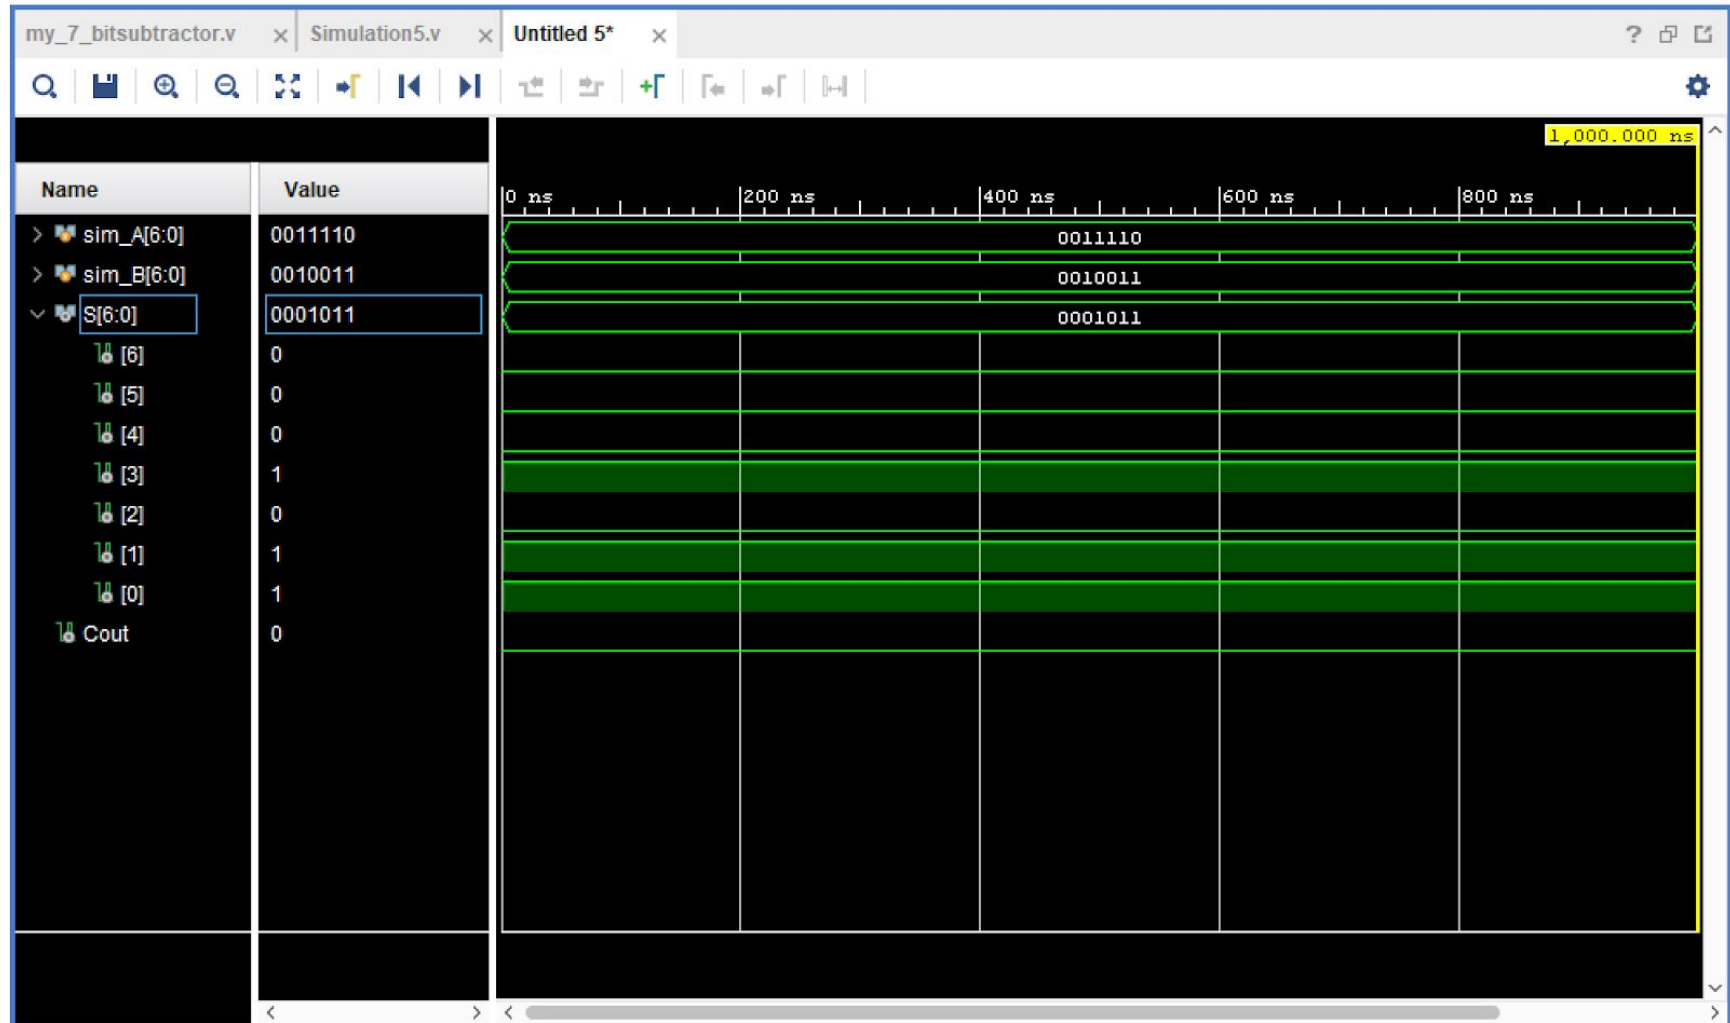 my_7_bitsubtractor.v Simulation5.v Untitled 5*
1,000.000 ns
Name Value 0 ns 200 ns 400 ns 600 ns 800 ns
sim_A[6:0] 0011110 0011110
sim_B[6:0] 0010011 0010011
S[6:0] 0001011 0001011
[6] 0
[5] 0
[4] 0
[3] 1
[2] 0
[1] 1
[0] 1
Cout 0